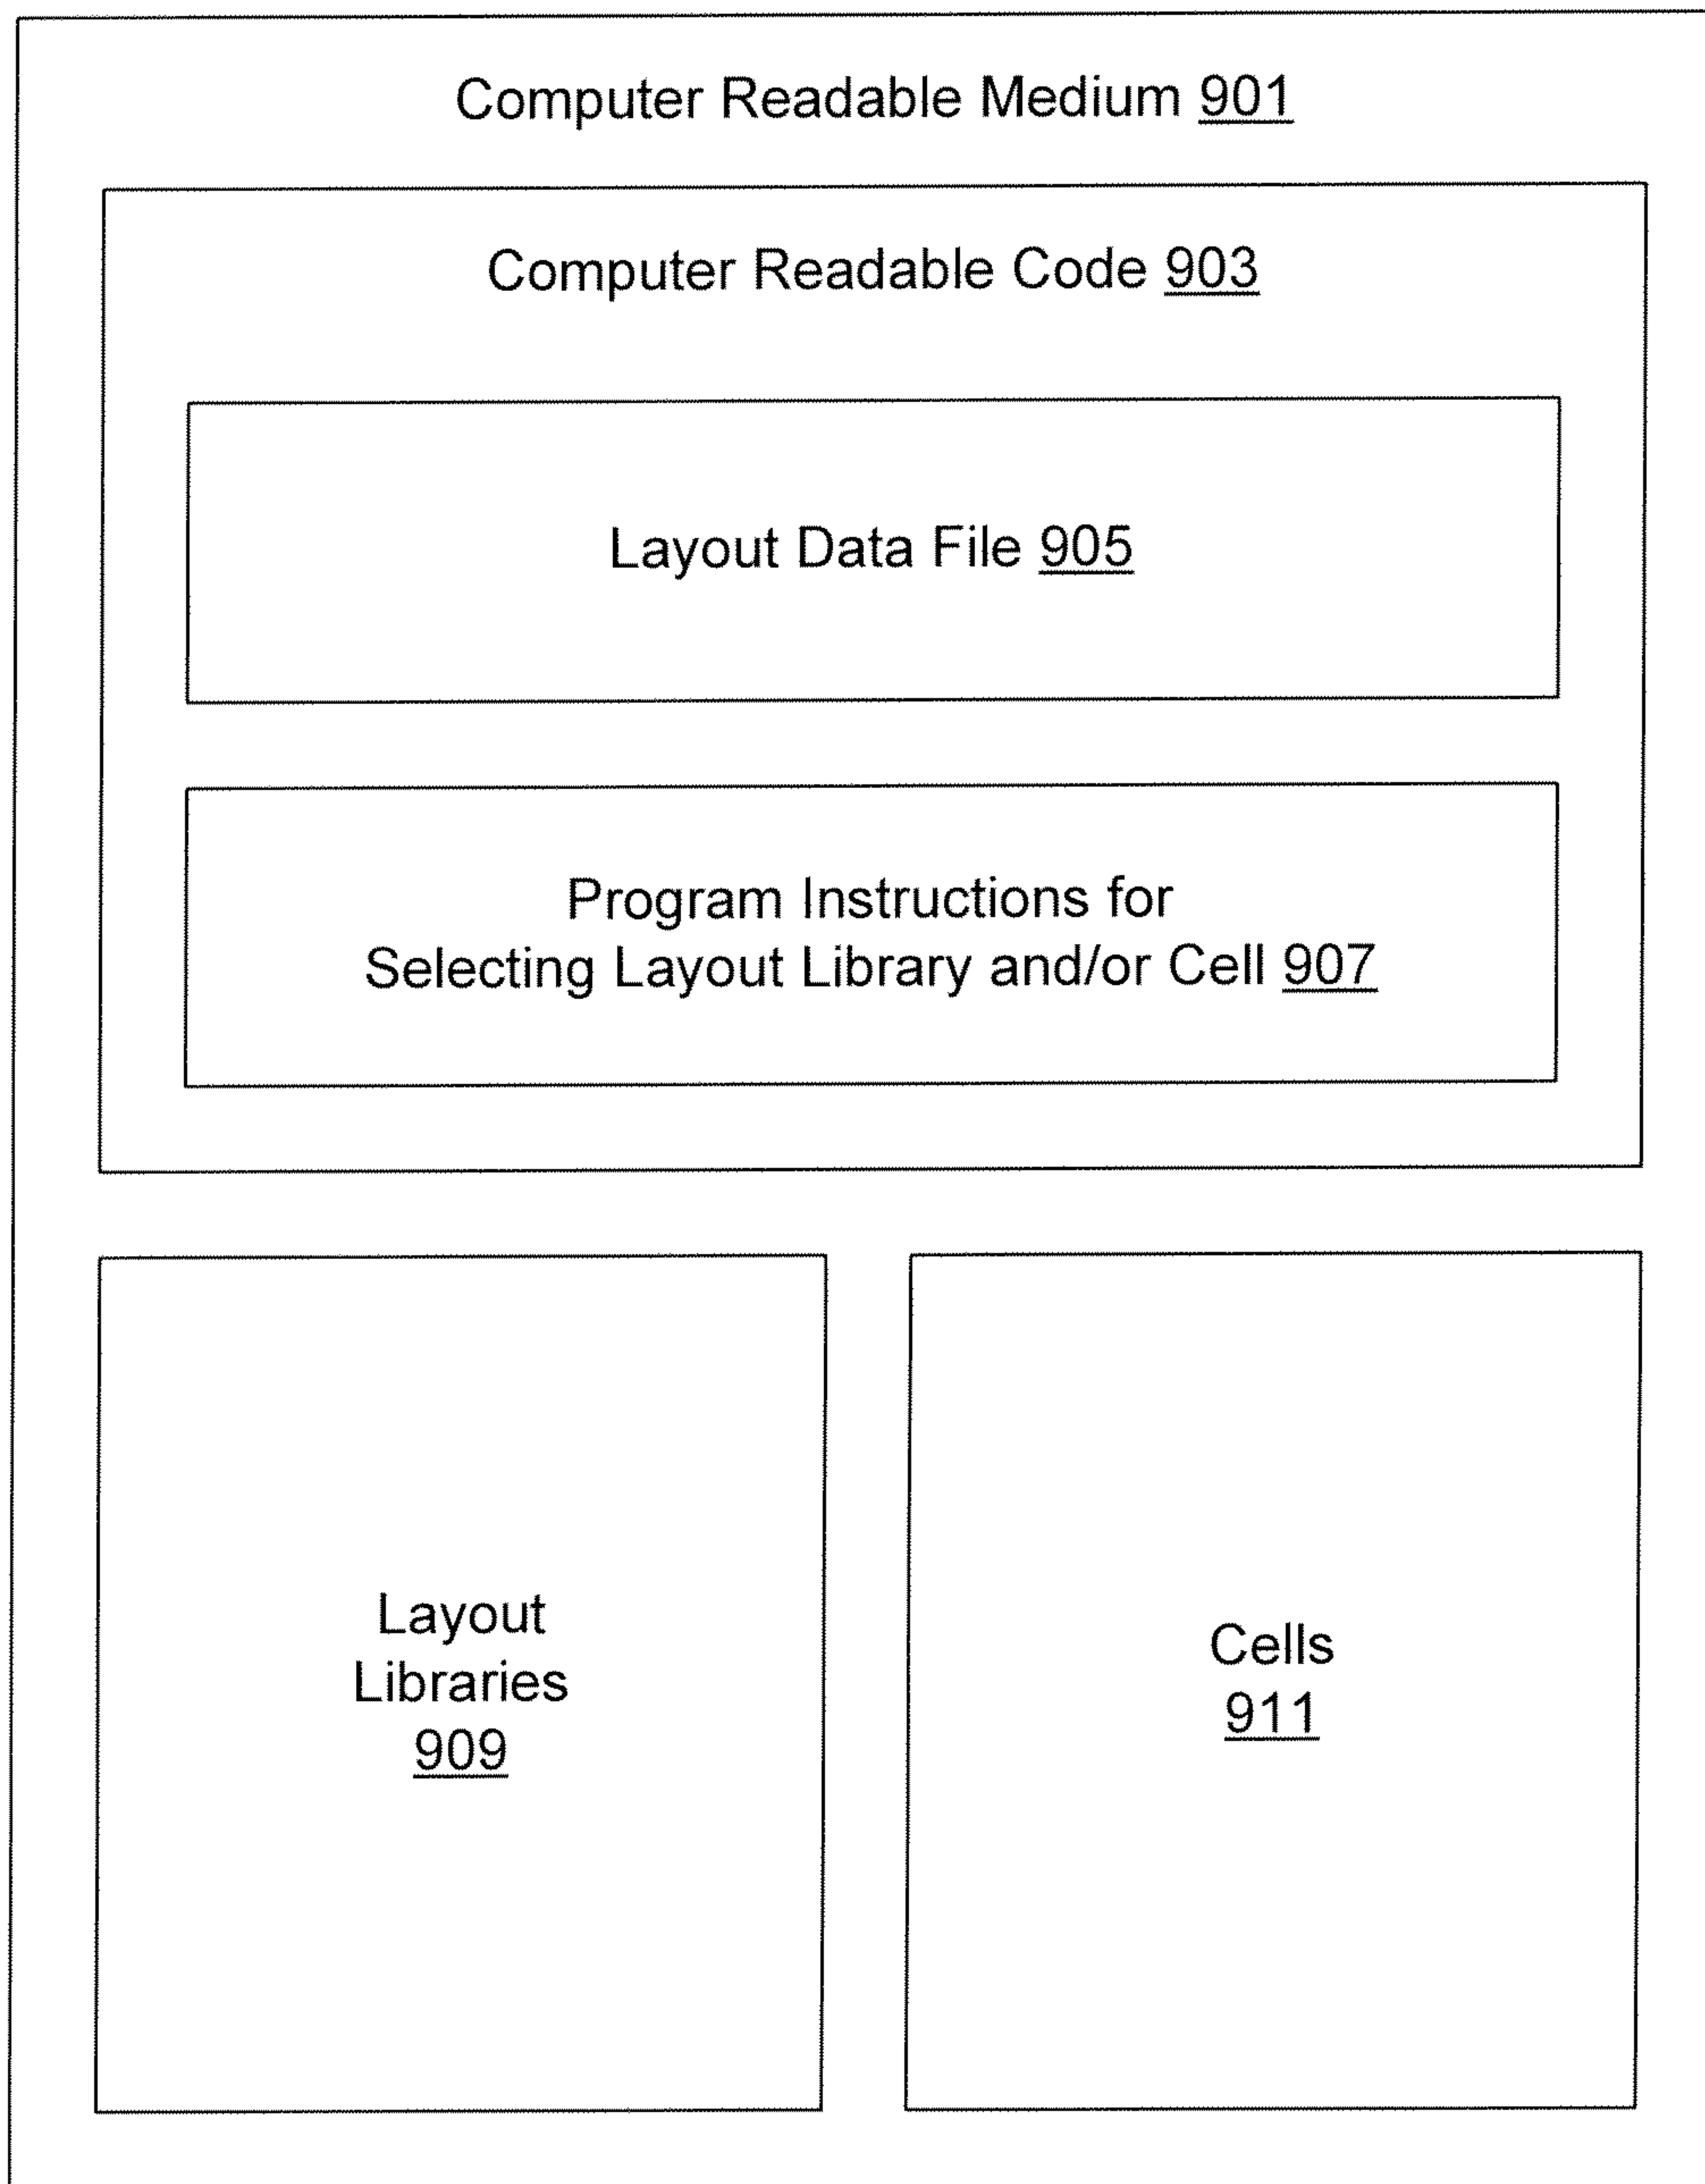 Computer Readable Medium 901
Computer Readable Code 903
Layout Data File 905
Program Instructions for
Selecting Layout Library and/or Cell 907
Layout
Libraries
909
Cells
911